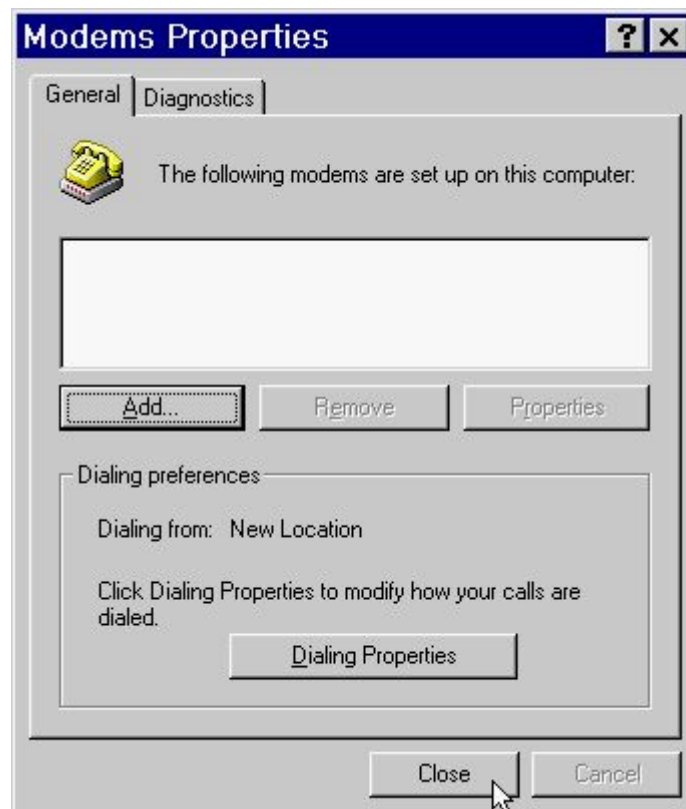 Modems Properties ? ×
General Diagnostics
The following modems are set up on this computer:
Add... Remove Properties
Dialing preferences
Dialing from: New Location
Click Dialing Properties to modify how your calls are
dialed.
Dialing Properties
Close Cancel